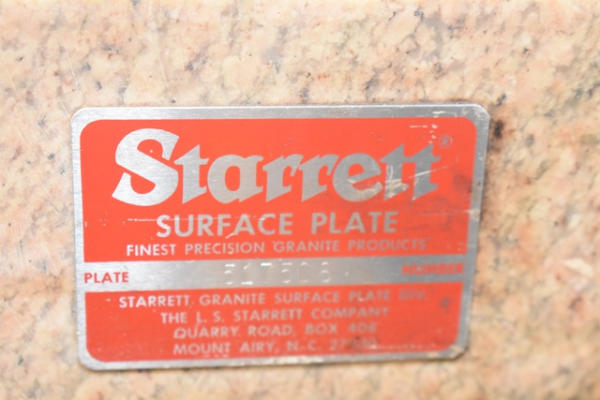 Starrett®
SURFACE PLATE
FINEST PRECISION GRANITE PRODUCTS
PLATE NUMBER
STARRETT GRANITE SURFACE PLATE DIV.
THE L. S. STARRETT COMPANY
QUARRY ROAD, BOX 406
MOUNT AIRY, N. C.